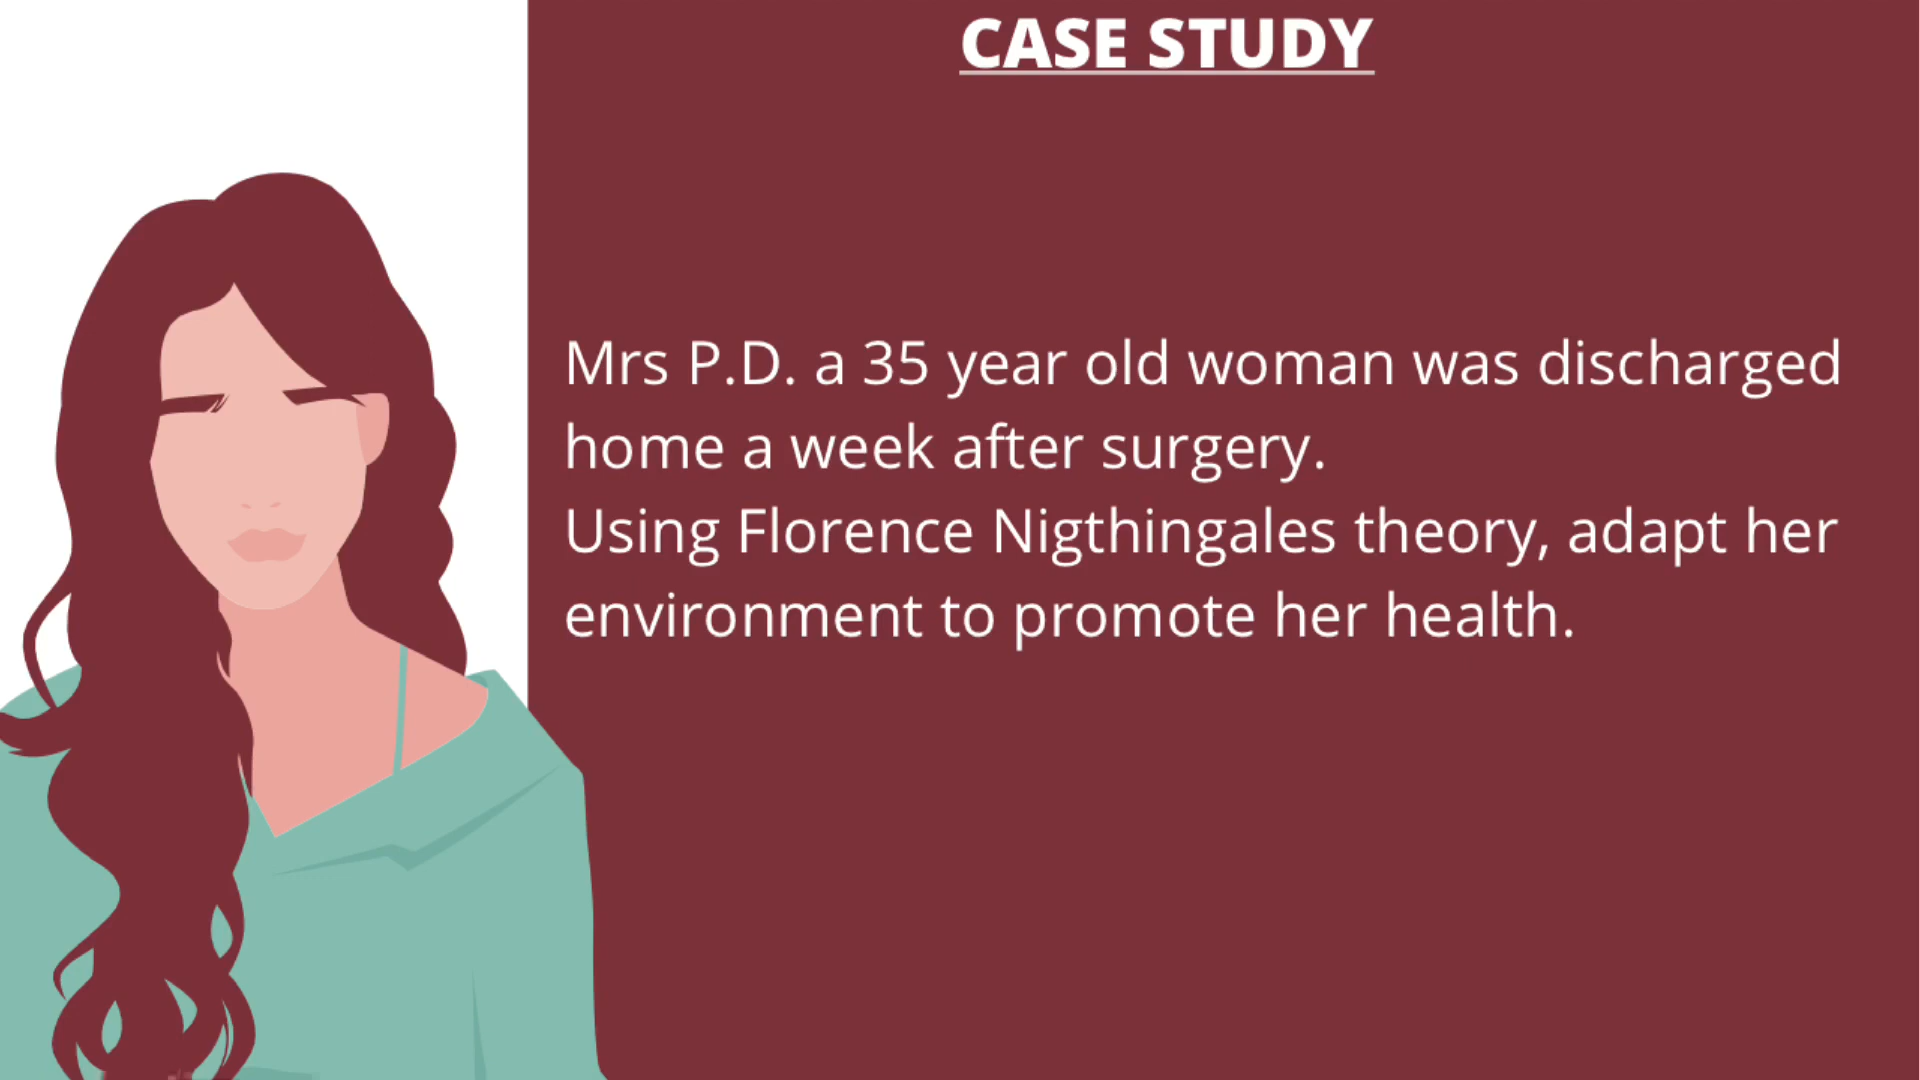 CASE STUDY
Mrs P.D. a 35 year old woman was discharged
home a week after surgery.
Using Florence Nigthingales theory, adapt her
environment to promote her health.